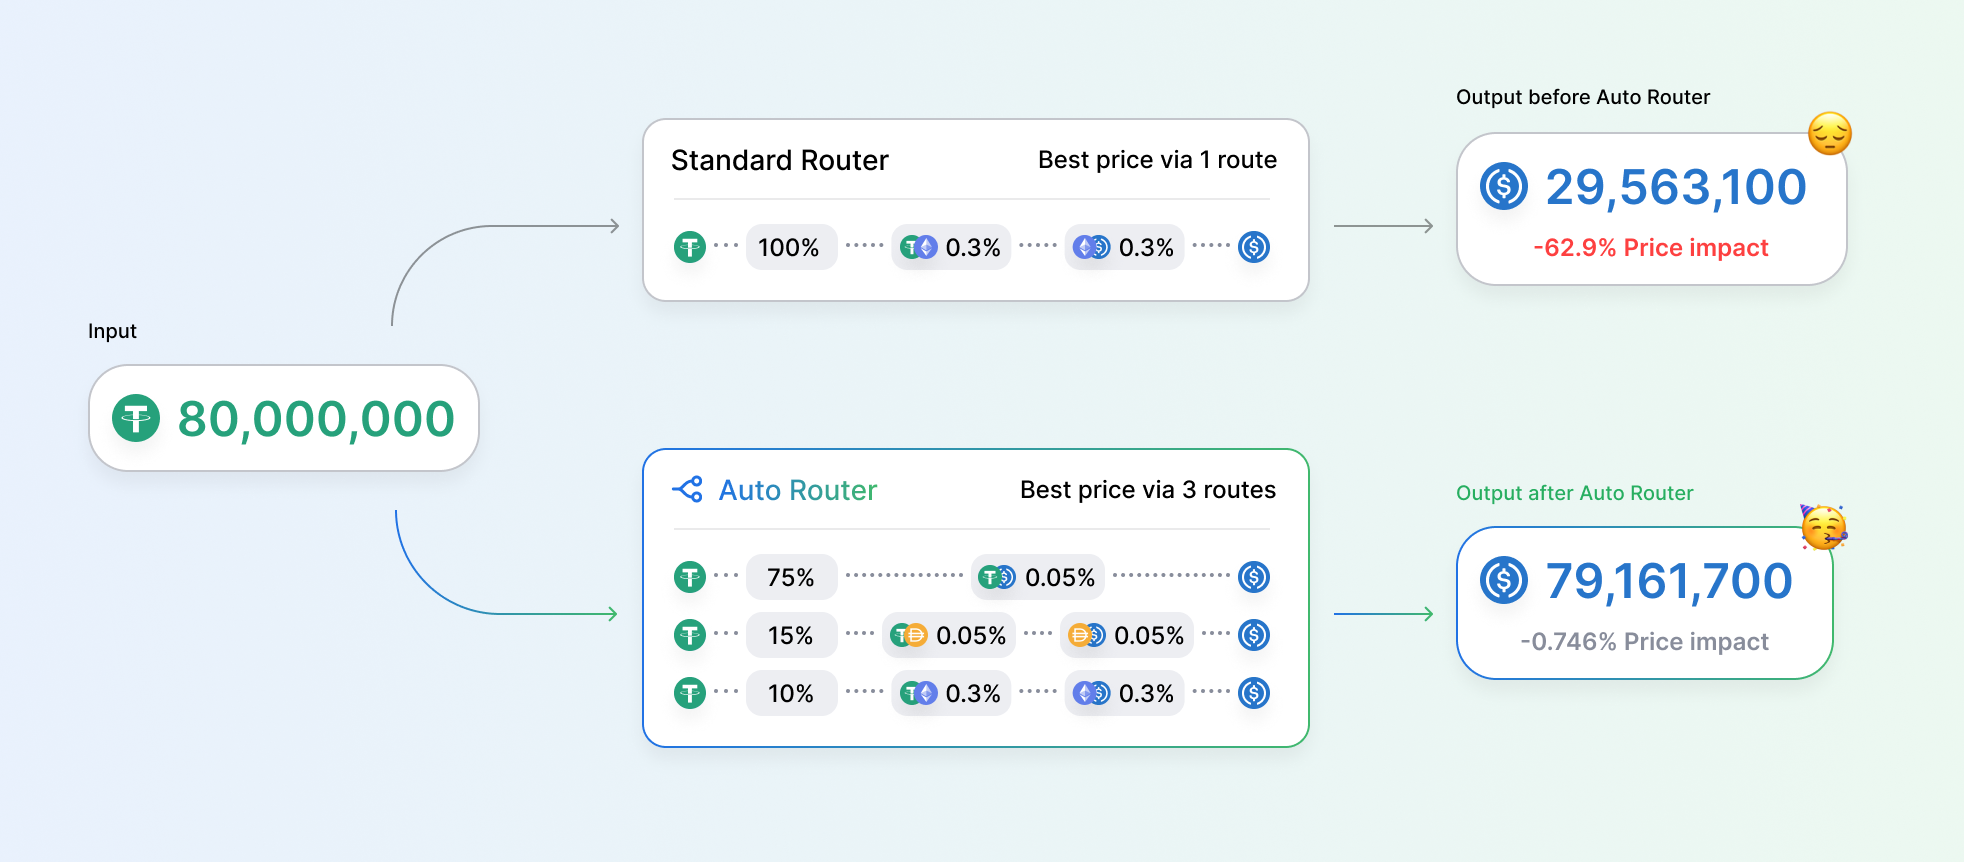 Input
80,000,000
Standard Router
Best price via 1 route
100%
0.3%
0.3%
Output before Auto Router
29,563,100
-62.9% Price impact
Auto Router
Best price via 3 routes
75%
0.05%
15%
0.05%
0.05%
10%
0.3%
0.3%
Output after Auto Router
79,161,700
-0.746% Price impact